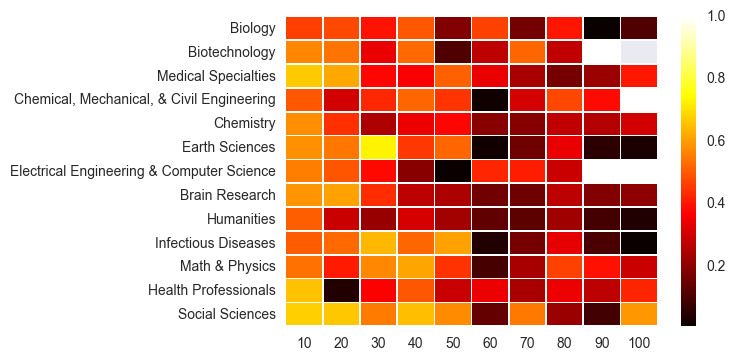 Biology
Biotechnology
Medical Specialties
Chemical, Mechanical, & Civil Engineering
Chemistry
Earth Sciences
Electrical Engineering & Computer Science
Brain Research
Humanities
Infectious Diseases
Math & Physics
Health Professionals
Social Sciences
10 20 30 40 50 60 70 80 90 100
1.0
0.8
0.6
0.4
0.2